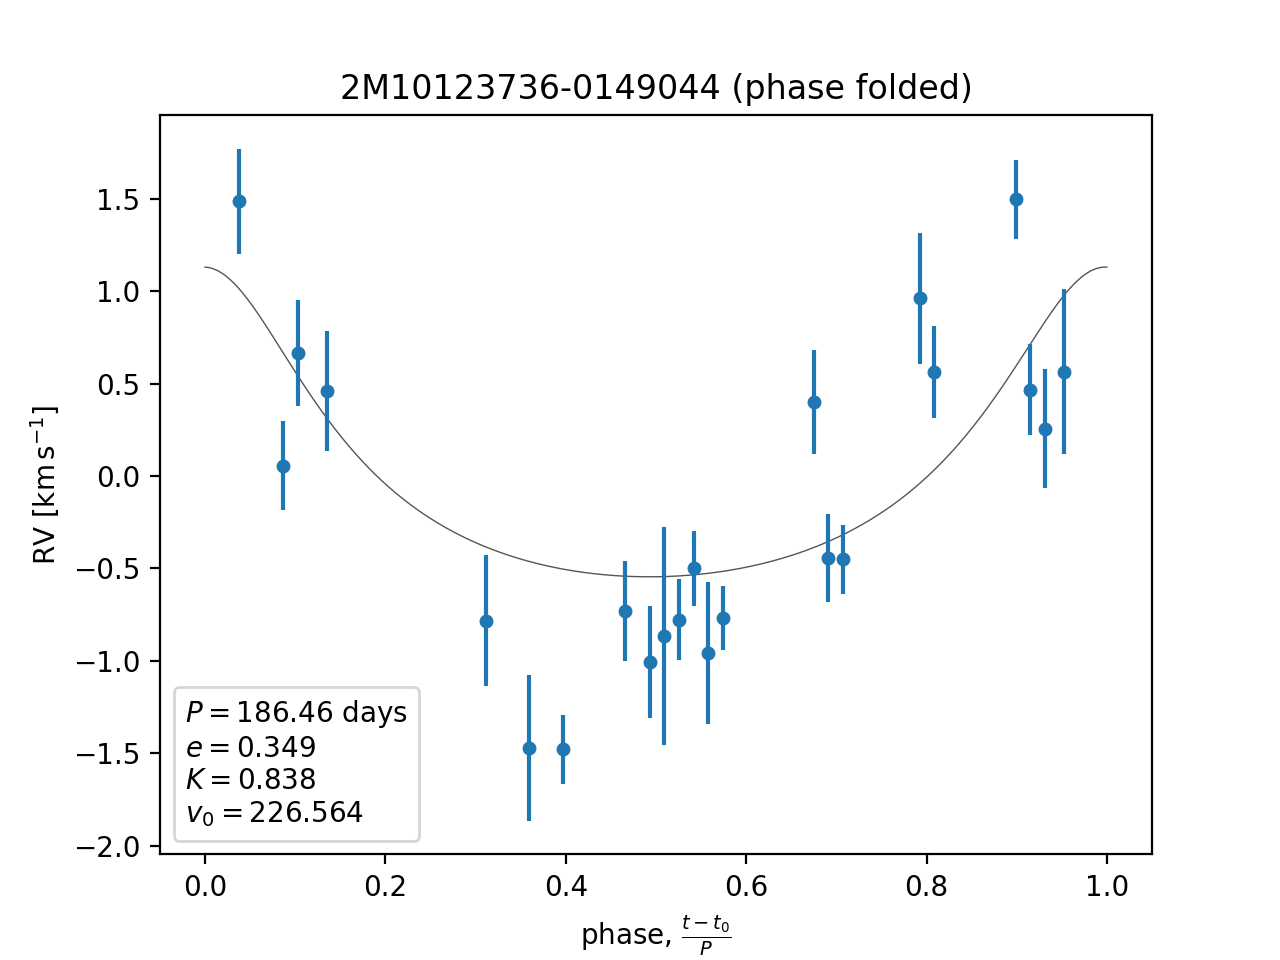 2M10123736-0149044 (phase folded)
RV [km s⁻¹]
1.5
1.0
0.5
0.0
−0.5
−1.0
−1.5
−2.0
P = 186.46 days
e = 0.349
K = 0.838
v₀ = 226.564
0.0 0.2 0.4 0.6 0.8 1.0
phase, (t − t₀)/P